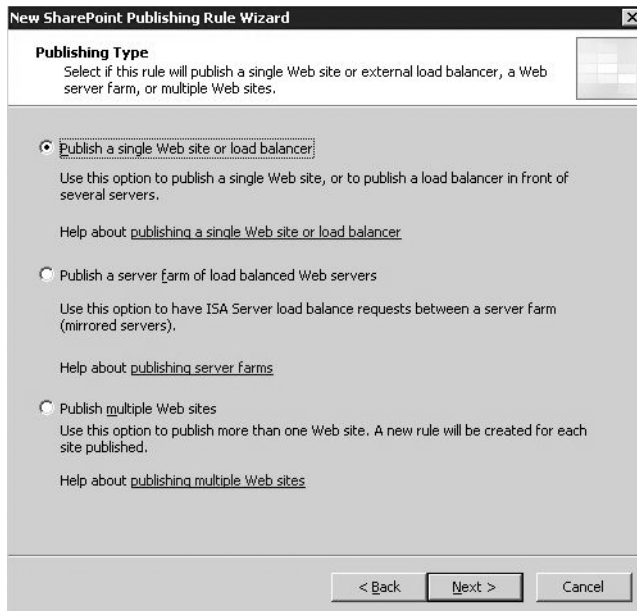 New SharePoint Publishing Rule Wizard
Publishing Type
Select if this rule will publish a single Web site or external load balancer, a Web
server farm, or multiple Web sites.
Publish a single Web site or load balancer
Use this option to publish a single Web site, or to publish a load balancer in front of
several servers.
Help about publishing a single Web site or load balancer
Publish a server farm of load balanced Web servers
Use this option to have ISA Server load balance requests between a server farm
(mirrored servers).
Help about publishing server farms
Publish multiple Web sites
Use this option to publish more than one Web site. A new rule will be created for each
site published.
Help about publishing multiple Web sites
< Back Next > Cancel